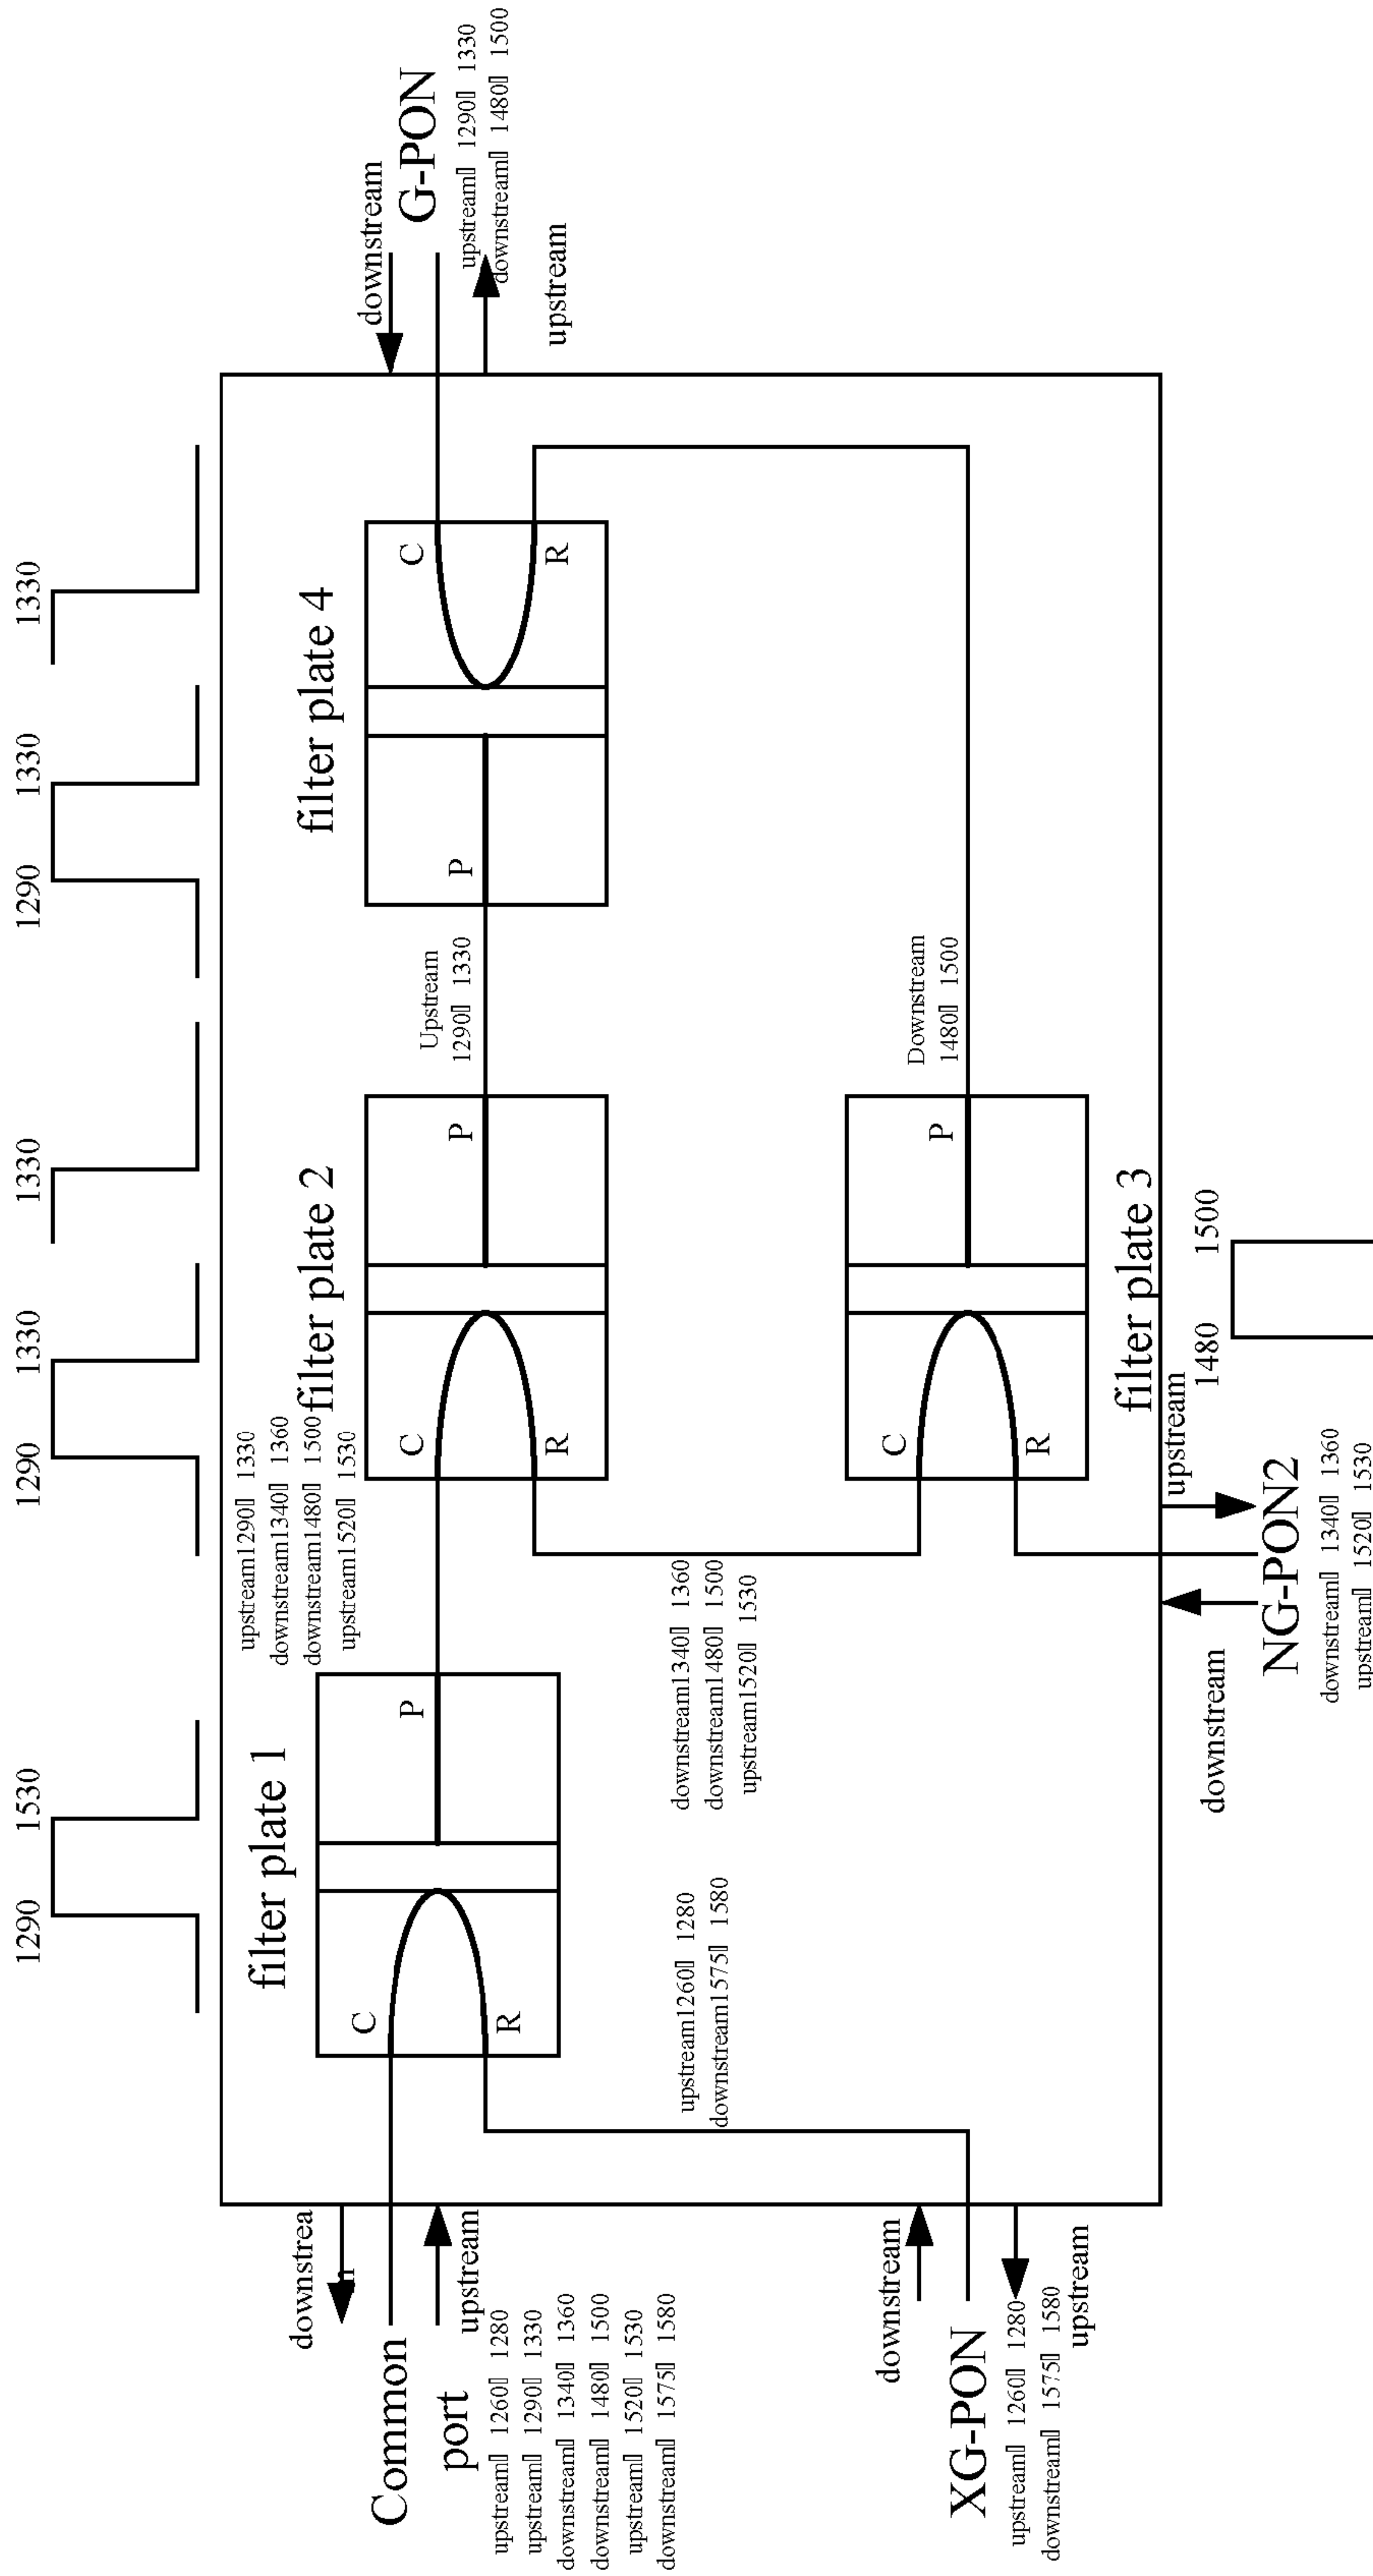 1290 1530
1290 1330
1330
1290 1330
1330
filter plate 1
filter plate 2
filter plate 4
upstream1290▯ 1330
downstream1340▯ 1360
downstream1480▯ 1500
upstream1520▯ 1530
downstrea
m
Common
port
upstream
upstream▯ 1260▯ 1280
upstream▯ 1290▯ 1330
downstream▯ 1340▯ 1360
downstream▯ 1480▯ 1500
upstream▯ 1520▯ 1530
downstream▯ 1575▯ 1580
C
R
P
C
R
P
Upstream
1290▯ 1330
P
C
R
downstream
G-PON
upstream▯ 1290▯ 1330
downstream▯ 1480▯ 1500
upstream
upstream1260▯ 1280
downstream1575▯ 1580
downstream1340▯ 1360
downstream1480▯ 1500
upstream1520▯ 1530
Downstream
1480▯ 1500
C
R
P
filter plate 3
downstream
XG-PON
upstream▯ 1260▯ 1280
downstream▯ 1575▯ 1580
upstream
downstream
upstream
NG-PON2
downstream▯ 1340▯ 1360
upstream▯ 1520▯ 1530
1480 1500